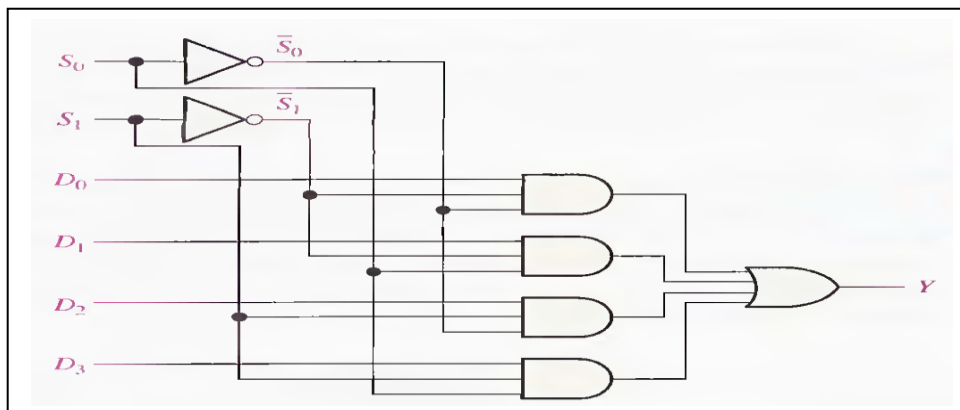 S̅₀
S₀
S̅₁
S₁
D₀
D₁
D₂
Y
D₃